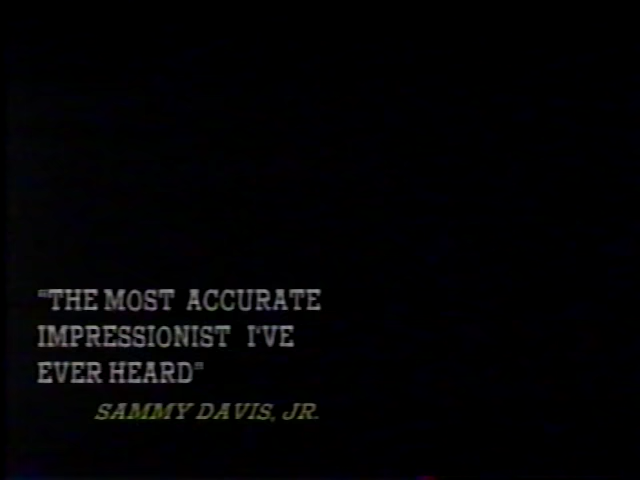 "THE MOST ACCURATE
IMPRESSIONIST I'VE
EVER HEARD"
SAMMY DAVIS, JR.